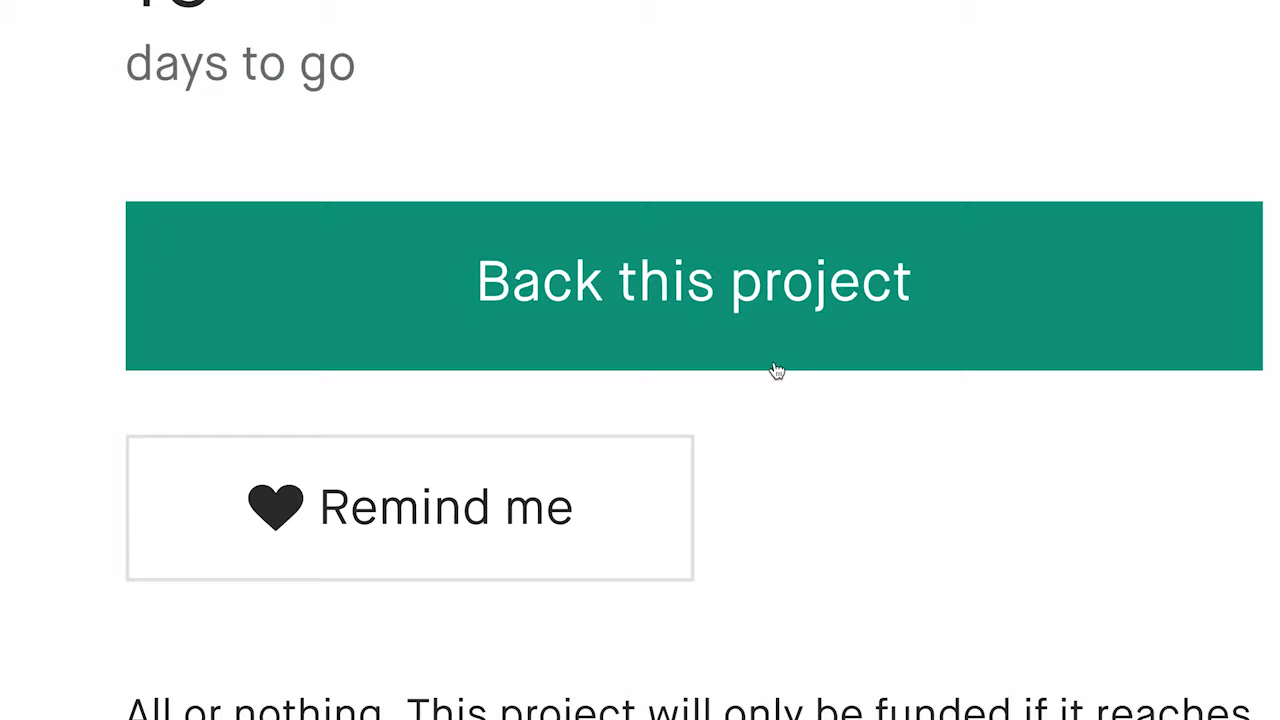 days to go
Back this project
Remind me
All or nothing. This project will only be funded if it reaches